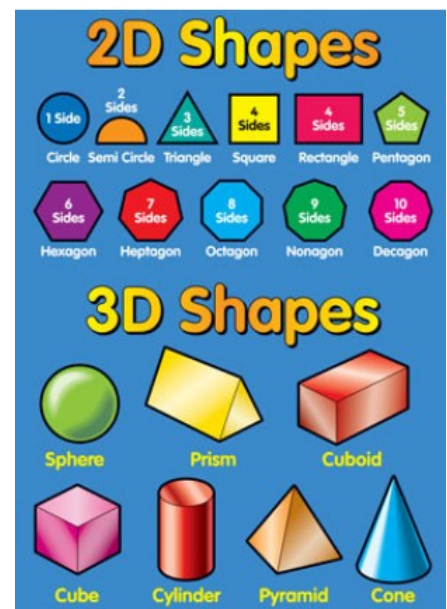 2D Shapes
1 Side
2
Sides
3
Sides
4
Sides
4
Sides
5
Sides
Circle Semi Circle Triangle Square Rectangle Pentagon
6
Sides
7
Sides
8
Sides
9
Sides
10
Sides
Hexagon Heptagon Octagon Nonagon Decagon
3D Shapes
Sphere Prism Cuboid
Cube Cylinder Pyramid Cone